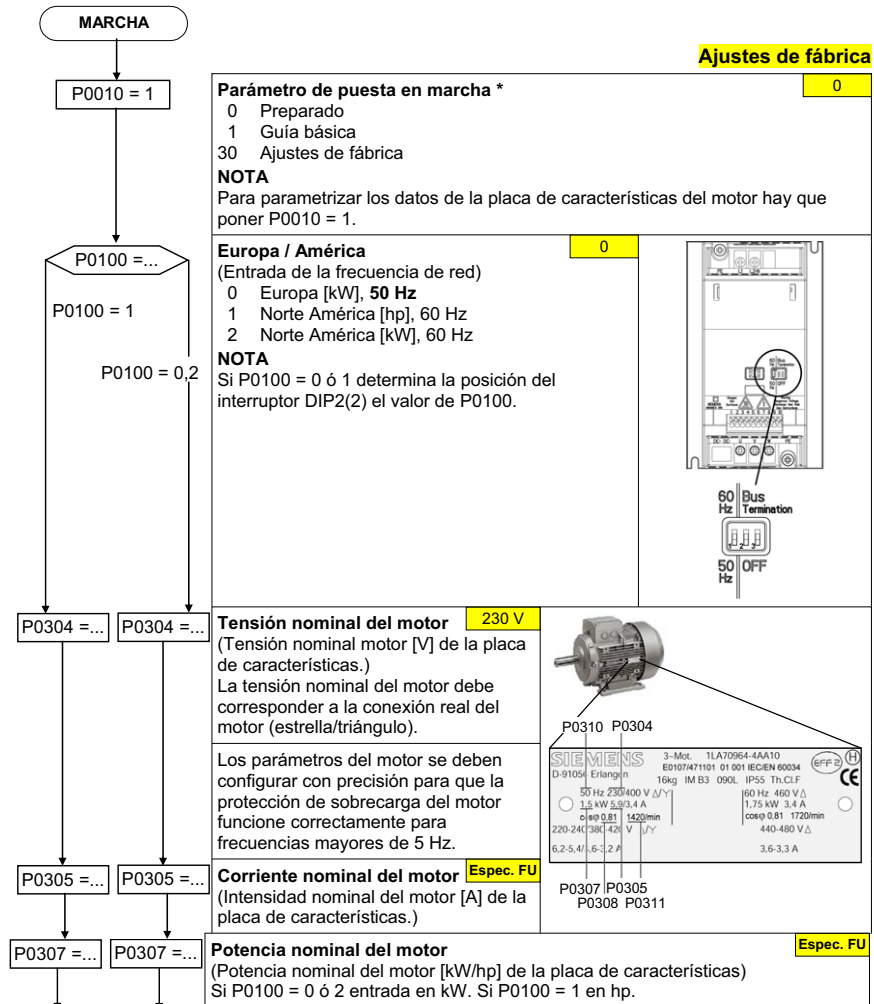 MARCHA
Ajustes de fábrica
P0010 = 1
Parámetro de puesta en marcha *
0
0 Preparado
1 Guía básica
30 Ajustes de fábrica
NOTA
Para parametrizar los datos de la placa de características del motor hay que
poner P0010 = 1.
P0100 =...
P0100 = 1
P0100 = 0,2
Europa / América
0
(Entrada de la frecuencia de red)
0 Europa [kW], 50 Hz
1 Norte América [hp], 60 Hz
2 Norte América [kW], 60 Hz
NOTA
Si P0100 = 0 ó 1 determina la posición del
interruptor DIP2(2) el valor de P0100.
60 Hz
Bus Termination
1 2 3
50 Hz
OFF
P0304 =...
P0304 =...
Tensión nominal del motor
230 V
(Tensión nominal motor [V] de la placa
de características.)
La tensión nominal del motor debe
corresponder a la conexión real del
motor (estrella/triángulo).
Los parámetros del motor se deben
configurar con precisión para que la
protección de sobrecarga del motor
funcione correctamente para
frecuencias mayores de 5 Hz.
P0310 P0304
SIEMENS
3~Mot. 1LA70964-4AA10
E0107/471101 01 001 IEC/EN 60034
EFF 2
H
CE
D-91056 Erlangen
16kg IM B3 090L IP55 Th.Cl.F
50 Hz 230/400 V Δ/Y
60 Hz 460 V Δ
1,5 kW 5,9/3,4 A
1,75 kW 3,4 A
cosφ 0,81 1420/min
cosφ 0,81 1720/min
220-240/380-420 V Δ/Y
440-480 V Δ
3,6-3,3 A
P0307 P0305
P0308 P0311
P0305 =...
P0305 =...
Corriente nominal del motor
Espec. FU
(Intensidad nominal del motor [A] de la
placa de características.)
P0307 =...
P0307 =...
Potencia nominal del motor
Espec. FU
(Potencia nominal del motor [kW/hp] de la placa de características)
Si P0100 = 0 ó 2 entrada en kW. Si P0100 = 1 en hp.